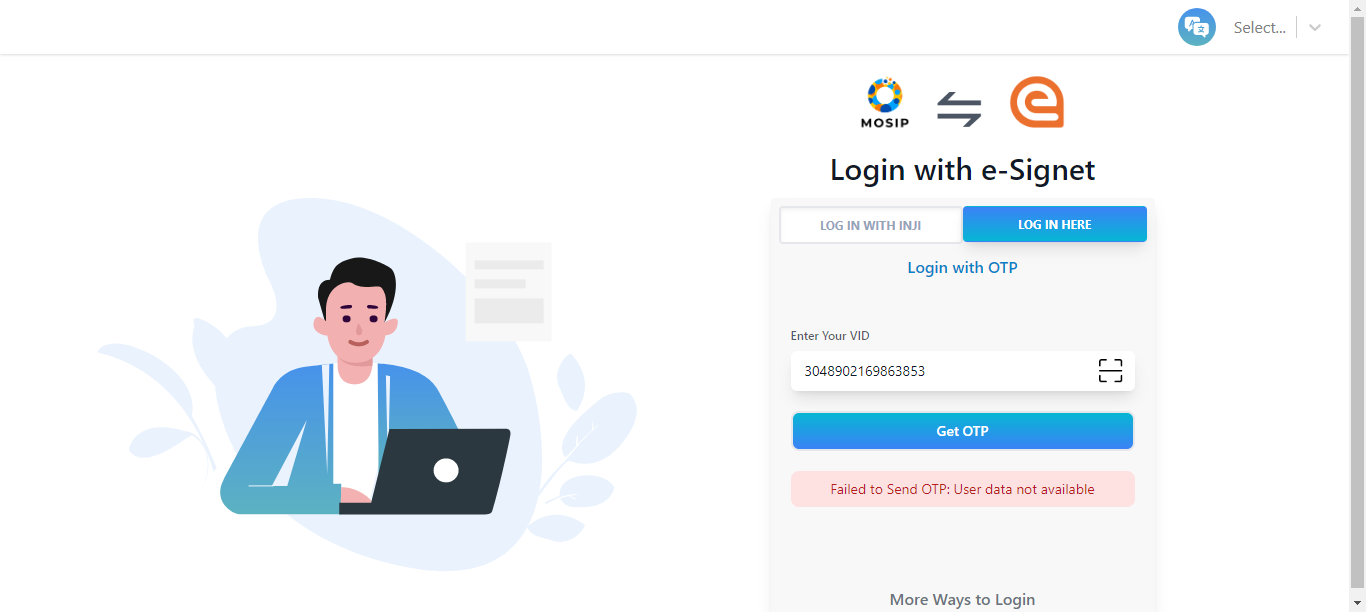 Select...
MOSIP
Login with e-Signet
LOG IN WITH INJI
LOG IN HERE
Login with OTP
Enter Your VID
3048902169863853
Get OTP
Failed to Send OTP: User data not available
More Ways to Login